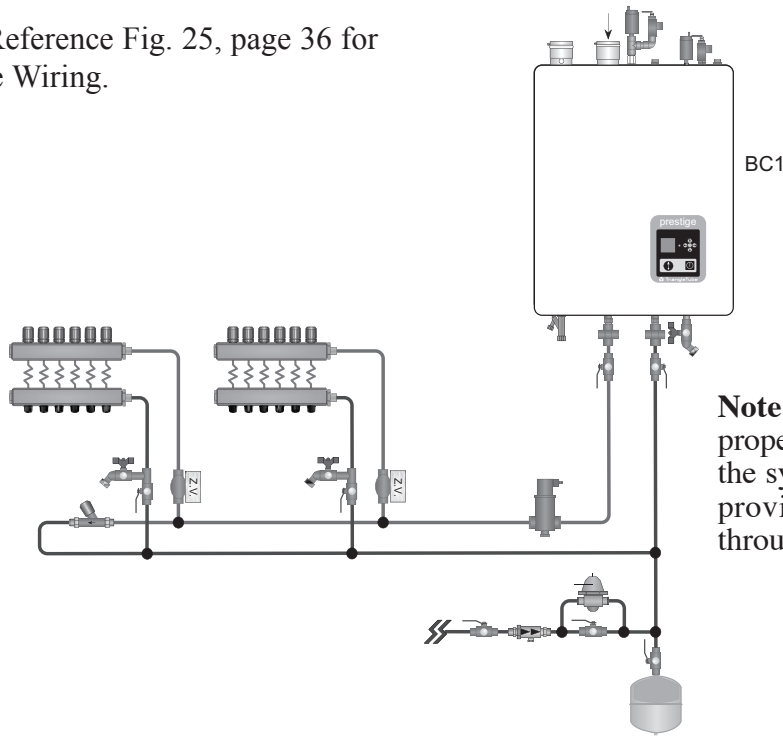 Reference Fig. 25, page 36 for
e Wiring.
BC1
prestige
Note
prope
the sy
provi
throu
Z.V.
Z.V.